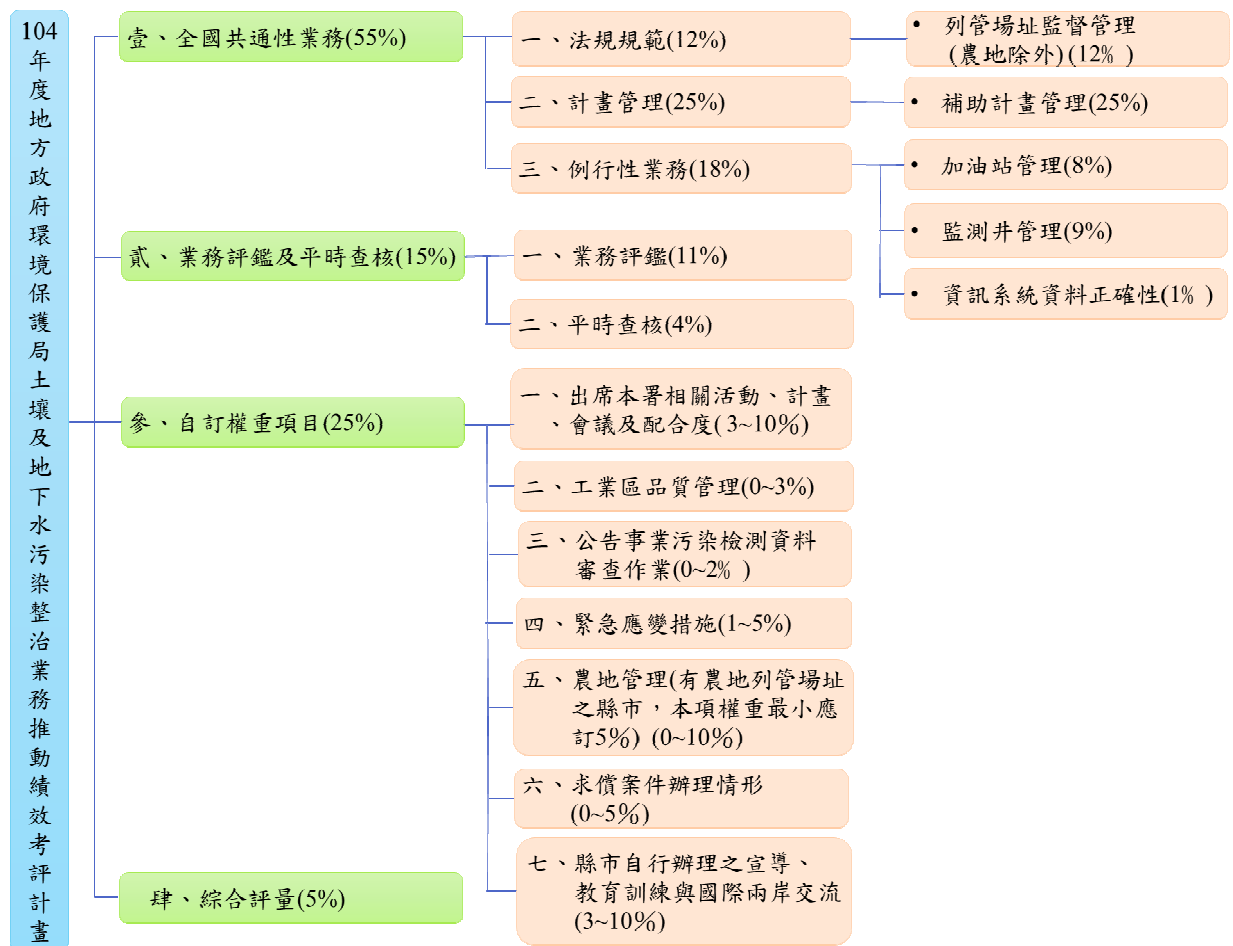 104
年度地方政府環境保護局土壤及地下水污染整治業務推動績效考評計畫
壹、全國共通性業務(55%)
一、法規規範(12%)
• 列管場址監督管理
(農地除外)(12% )
二、計畫管理(25%)
• 補助計畫管理(25%)
三、例行性業務(18%)
• 加油站管理(8%)
• 監測井管理(9%)
• 資訊系統資料正確性(1% )
貳、業務評鑑及平時查核(15%)
一、業務評鑑(11%)
二、平時查核(4%)
參、自訂權重項目(25%)
一、出席本署相關活動、計畫
、會議及配合度(3~10%)
二、工業區品質管理(0~3%)
三、公告事業污染檢測資料
審查作業(0~2% )
四、緊急應變措施(1~5%)
五、農地管理(有農地列管場址
之縣市，本項權重最小應
訂5%) (0~10%)
六、求償案件辦理情形
(0~5%)
七、縣市自行辦理之宣導、
教育訓練與國際兩岸交流
(3~10%)
肆、綜合評量(5%)